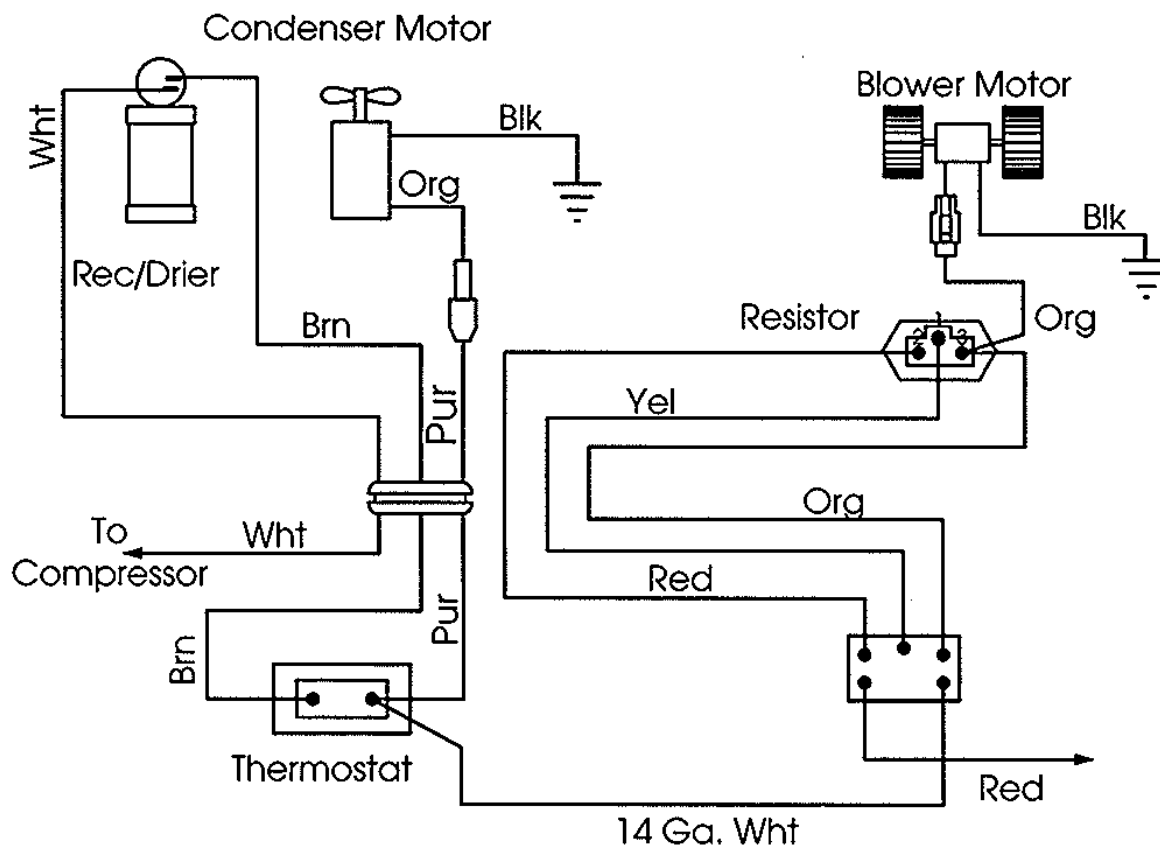 Condenser Motor
Blower Motor
Wht
Blk
Org
Blk
Rec/Drier
Brn
Resistor
2 1 3
Org
Pur
Yel
Org
To
Compressor
Wht
Red
Brn
Pur
Thermostat
Red
14 Ga. Wht